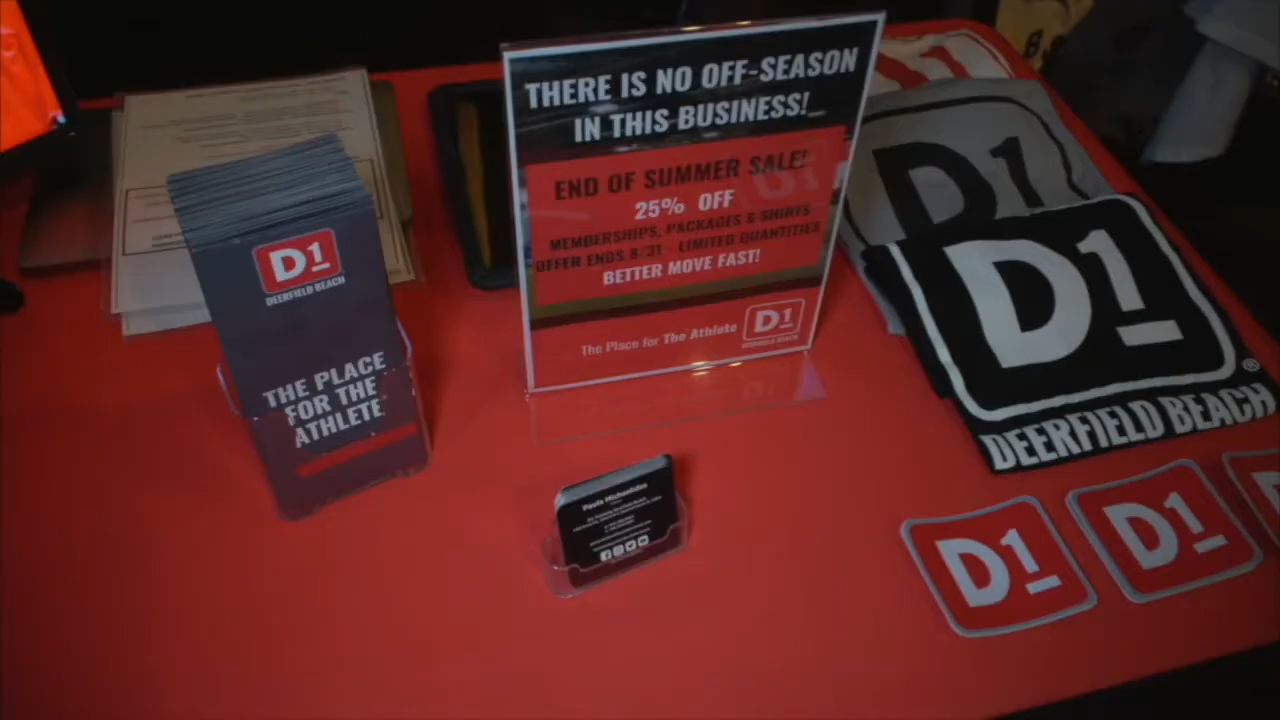 THERE IS NO OFF-SEASON
IN THIS BUSINESS!
END OF SUMMER SALE!
25% OFF
MEMBERSHIPS, PACKAGES & SHIRTS
OFFER ENDS 8/31 - LIMITED QUANTITIES
BETTER MOVE FAST!
The Place for The Athlete
D1
DEERFIELD BEACH
D1
DEERFIELD BEACH
THE PLACE
FOR THE
ATHLETE
D1
D1
®
DEERFIELD BEACH
D1
D1
D